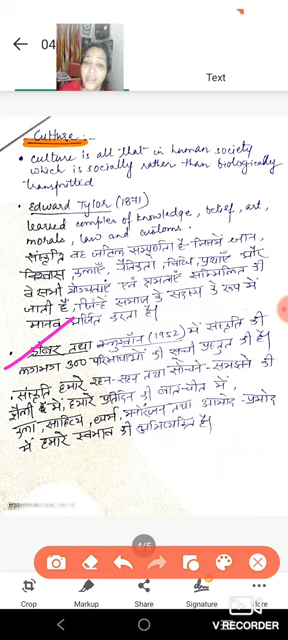 04
Text
Culture :-
• Culture is all that in human society
which is socially rather than biologically
transmitted
• Edward Tylor (1871)
learned complex of knowledge, belief, art,
morals, law and customs.
संस्कृति वह जटिल सम्पूर्णता है जिसमें ज्ञान,
विश्वास, कलाएँ, नैतिकता, विधि, प्रथाएँ और
वे सभी योग्यताएं एवं क्षमताएँ सम्मिलित की
जाती हैं, जिन्हें समाज के सदस्य के रूप में
मानव अर्जित करता है।
तथा (1952) में संस्कृति की
लगभग 300 परिभाषाओं की प्रस्तुत की है।
संस्कृति हमारे रहन-सहन तथा सोचने-समझने की
शैली में, हमारे प्रतिदिन की बात-चीत में,
कला, साहित्य, धर्म, मनोरंजन तथा आमोद-प्रमोद
में हमारे स्वभाव की अभिव्यक्ति है।
4/5
Crop
Markup
Share
Signature
More
V RECORDER